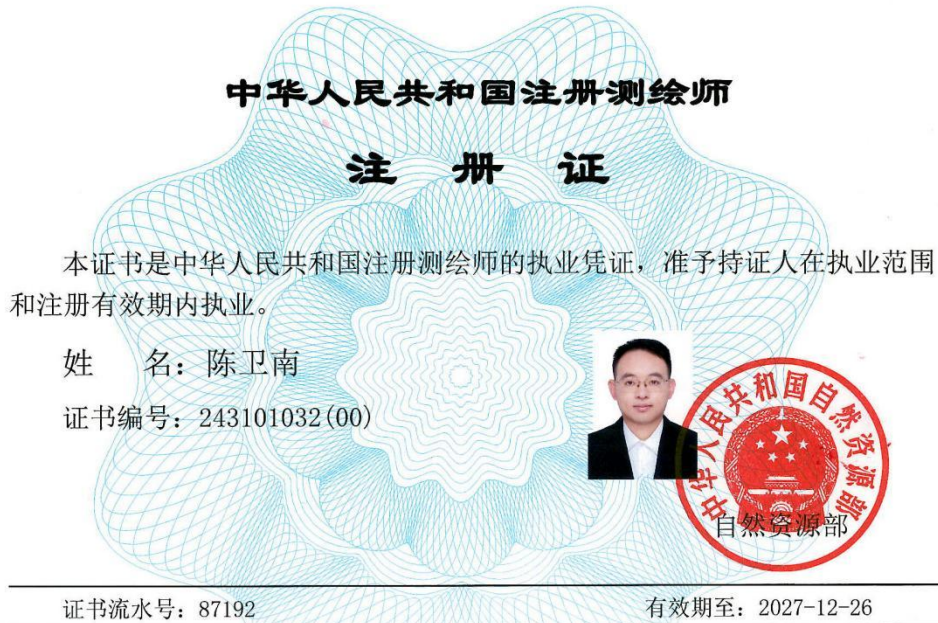 中华人民共和国注册测绘师
注 册 证
本证书是中华人民共和国注册测绘师的执业凭证，准予持证人在执业范围
和注册有效期内执业。
姓 名：陈卫南
证书编号：243101032(00)
中华人民共和国自然资源部
自然资源部
证书流水号：87192 有效期至：2027-12-26